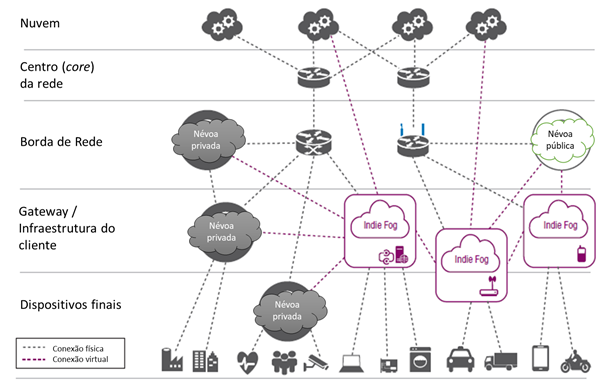 Nuvem
Centro (core)
da rede
Borda de Rede
Névoa
privada
Névoa
pública
Gateway /
Infraestrutura do
cliente
Névoa
privada
Indie Fog
Indie Fog
Indie Fog
Dispositivos finais
Névoa
privada
Conexão física
Conexão virtual